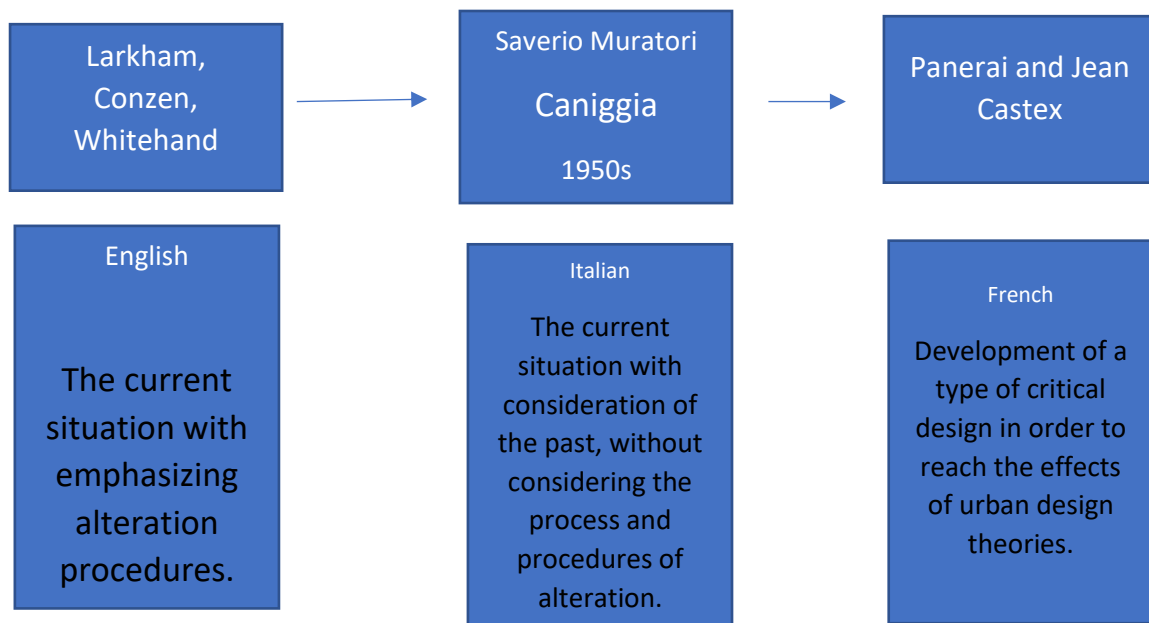 Larkham,
Conzen,
Whitehand
Saverio Muratori
Caniggia
1950s
Panerai and Jean
Castex
English
The current
situation with
emphasizing
alteration
procedures.
Italian
The current
situation with
consideration of
the past, without
considering the
process and
procedures of
alteration.
French
Development of a
type of critical
design in order to
reach the effects
of urban design
theories.